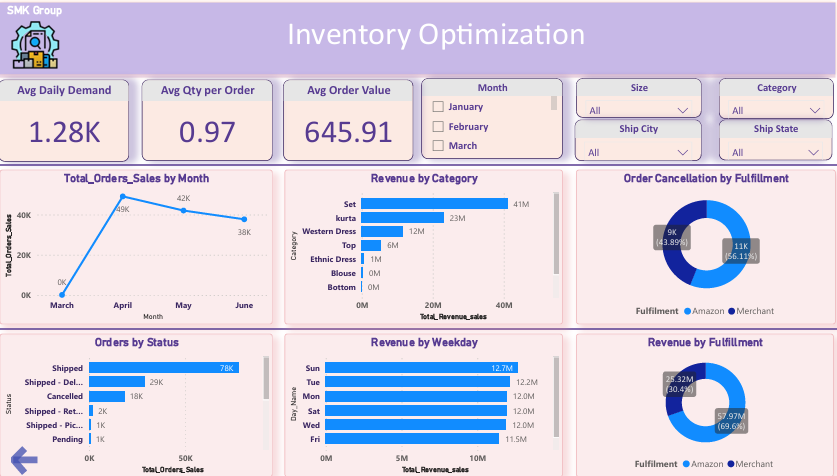 SMK Group
Inventory Optimization
Avg Daily Demand
1.28K
Avg Qty per Order
0.97
Avg Order Value
645.91
Month
January
February
March
Size
All
Category
All
Ship City
All
Ship State
All
Total_Orders_Sales by Month
Total_Orders_Sales
40K
20K
0K
0K
49K
42K
38K
March
April
May
June
Month
Revenue by Category
Category
Set
41M
kurta
23M
Western Dress
12M
Top
6M
Ethnic Dress
1M
Blouse
0M
Bottom
0M
0M
20M
40M
Total_Revenue_sales
Order Cancellation by Fulfillment
9K
(43.89%)
11K
(56.11%)
Fulfilment Amazon Merchant
Orders by Status
Status
Shipped
78K
Shipped - Del...
29K
Cancelled
18K
Shipped - Ret...
2K
Shipped - Pic...
1K
Pending
1K
0K
50K
Total_Orders_Sales
Revenue by Weekday
Day_Name
Sun
12.7M
Tue
12.2M
Mon
12.0M
Sat
12.0M
Wed
12.0M
Fri
11.5M
0M
5M
10M
Total_Revenue_sales
Revenue by Fulfillment
25.32M
(30.4%)
57.97M
(69.6%)
Fulfilment Amazon Merchant